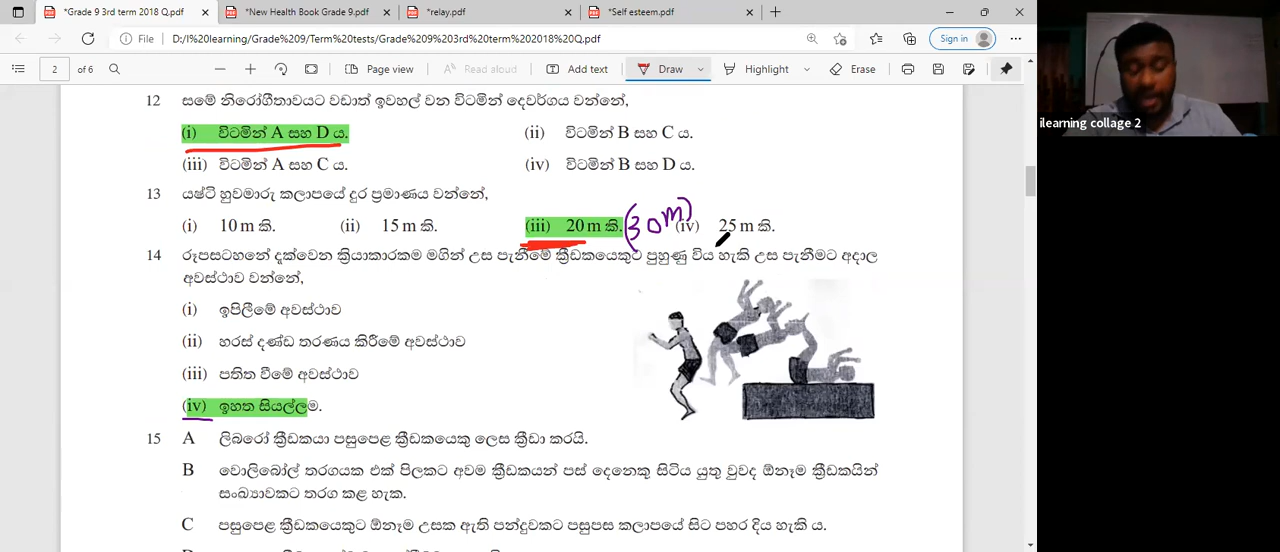 *Grade 9 3rd term 2018 Q.pdf
*New Health Book Grade 9.pdf
*relay.pdf
*Self esteem.pdf
File D:/I%20learning/Grade%209/Term%20tests/Grade%209%203rd%20term%202018%20Q.pdf
Sign in
2 of 6
Page view
Read aloud
Add text
Draw
Highlight
Erase
ilearning collage 2
12 සමේ නිරෝගීතාවයට වඩාත් ඉවහල් වන විටමින් දෙවර්ගය වන්නේ,
(i) විටමින් A සහ D ය.
(ii) විටමින් B සහ C ය.
(iii) විටමින් A සහ C ය.
(iv) විටමින් B සහ D ය.
13 යෂ්ටි හුවමාරු කලාපයේ දුර ප්‍රමාණය වන්නේ,
(i) 10 m කි.
(ii) 15 m කි.
(iii) 20 m කි.
(30m)
(iv) 25 m කි.
14 රූපසටහනේ දැක්වෙන ක්‍රියාකාරකම මගින් උස පැනීමේ ක්‍රීඩකයෙකුට පුහුණු විය හැකි උස පැනීමට අදාල
අවස්ථාව වන්නේ,
(i) ඉපිලීමේ අවස්ථාව
(ii) හරස් දණ්ඩ තරණය කිරීමේ අවස්ථාව
(iii) පතිත වීමේ අවස්ථාව
(iv) ඉහත සියල්ලම.
15 A ලිබරෝ ක්‍රීඩකයා පසුපෙළ ක්‍රීඩකයෙකු ලෙස ක්‍රීඩා කරයි.
B වොලිබෝල් තරගයක එක් පිලකට අවම ක්‍රීඩකයන් පස් දෙනෙකු සිටිය යුතු වුවද ඕනෑම ක්‍රීඩකයින්
සංඛ්‍යාවකට තරග කළ හැක.
C පසුපෙළ ක්‍රීඩකයෙකුට ඕනෑම උසක ඇති පන්දුවකට පසුපස කලාපයේ සිට පහර දිය හැකි ය.